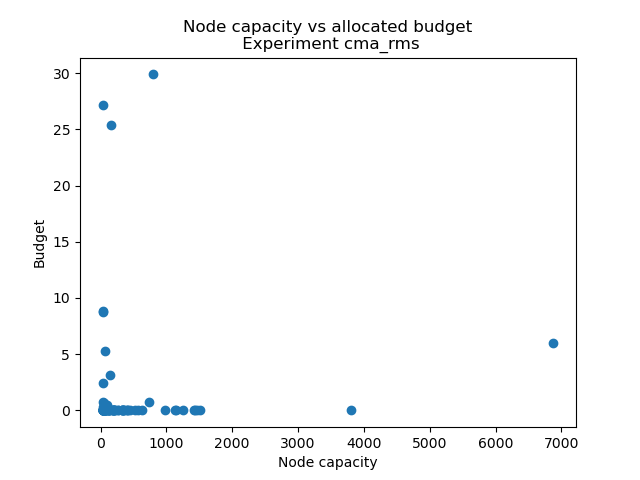 Node capacity vs allocated budget
Experiment cma_rms
30
25
20
15
10
5
0
Budget
0 1000 2000 3000 4000 5000 6000 7000
Node capacity